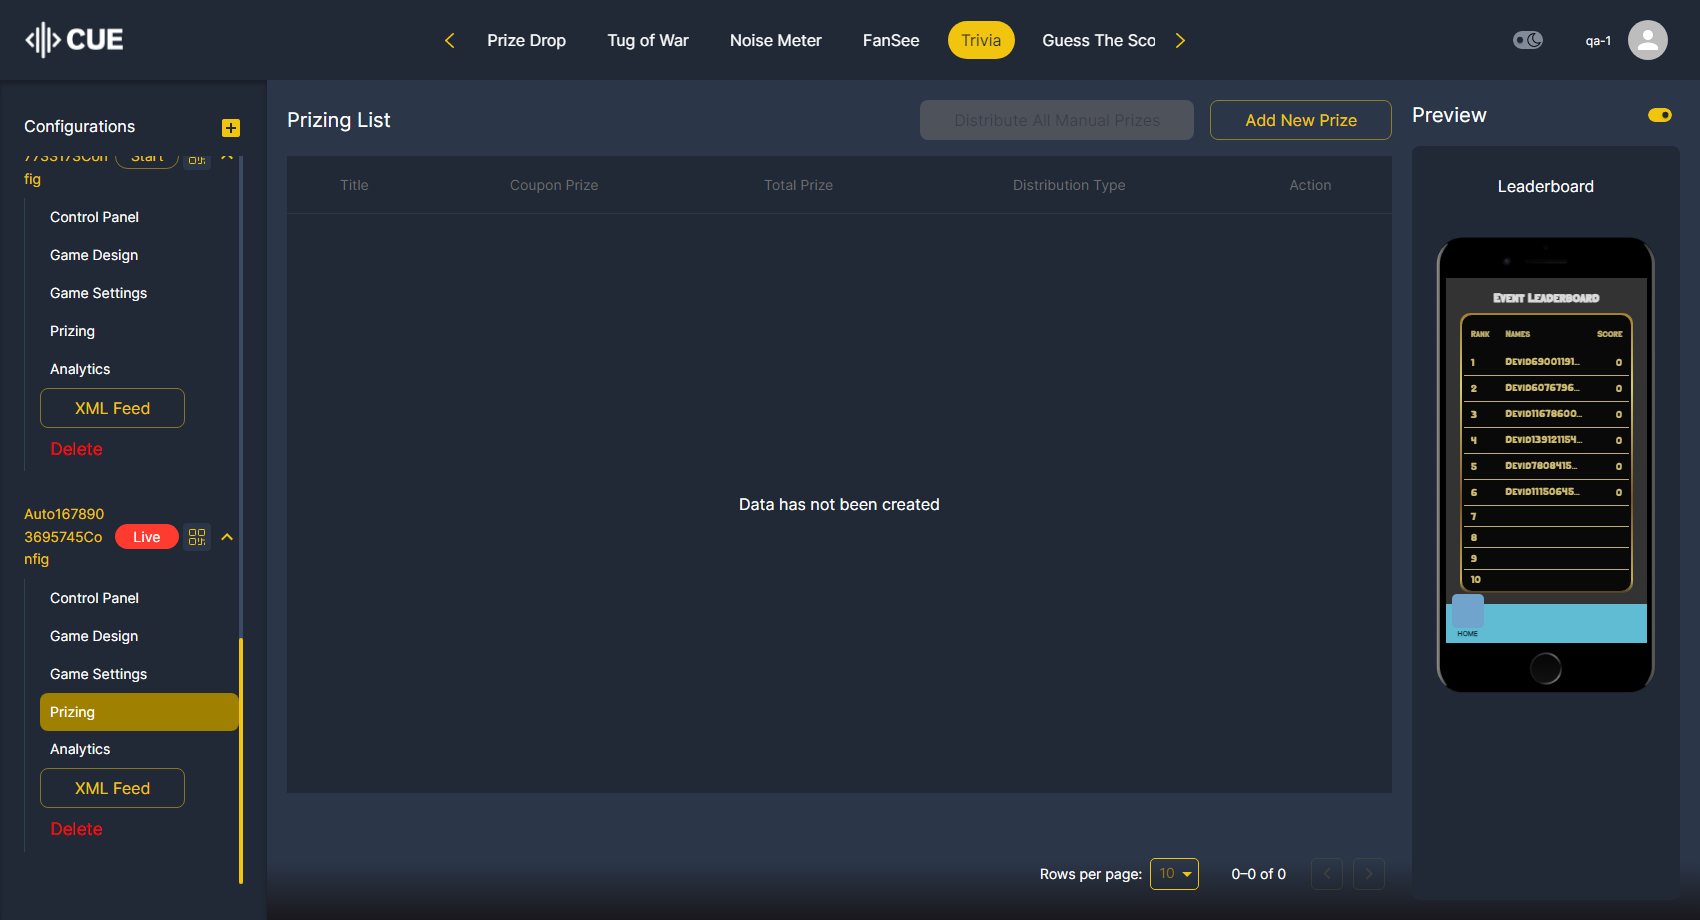 CUE
Prize Drop
Tug of War
Noise Meter
FanSee
Trivia
Guess The Sco
qa-1
Configurations
Start
fig
Control Panel
Game Design
Game Settings
Prizing
Analytics
XML Feed
Delete
Auto167890
3695745Co
nfig
Live
Control Panel
Game Design
Game Settings
Prizing
Analytics
XML Feed
Delete
Prizing List
Distribute All Manual Prizes
Add New Prize
Title
Coupon Prize
Total Prize
Distribution Type
Action
Data has not been created
Rows per page:
10
0–0 of 0
Preview
Leaderboard
Event Leaderboard
Rank Names Score
1 Devid69001191... 0
2 Devid6076796... 0
3 Devid11678600... 0
4 Devid139121154... 0
5 Devid7808415... 0
6 Devid11150645... 0
7
8
9
10
HOME